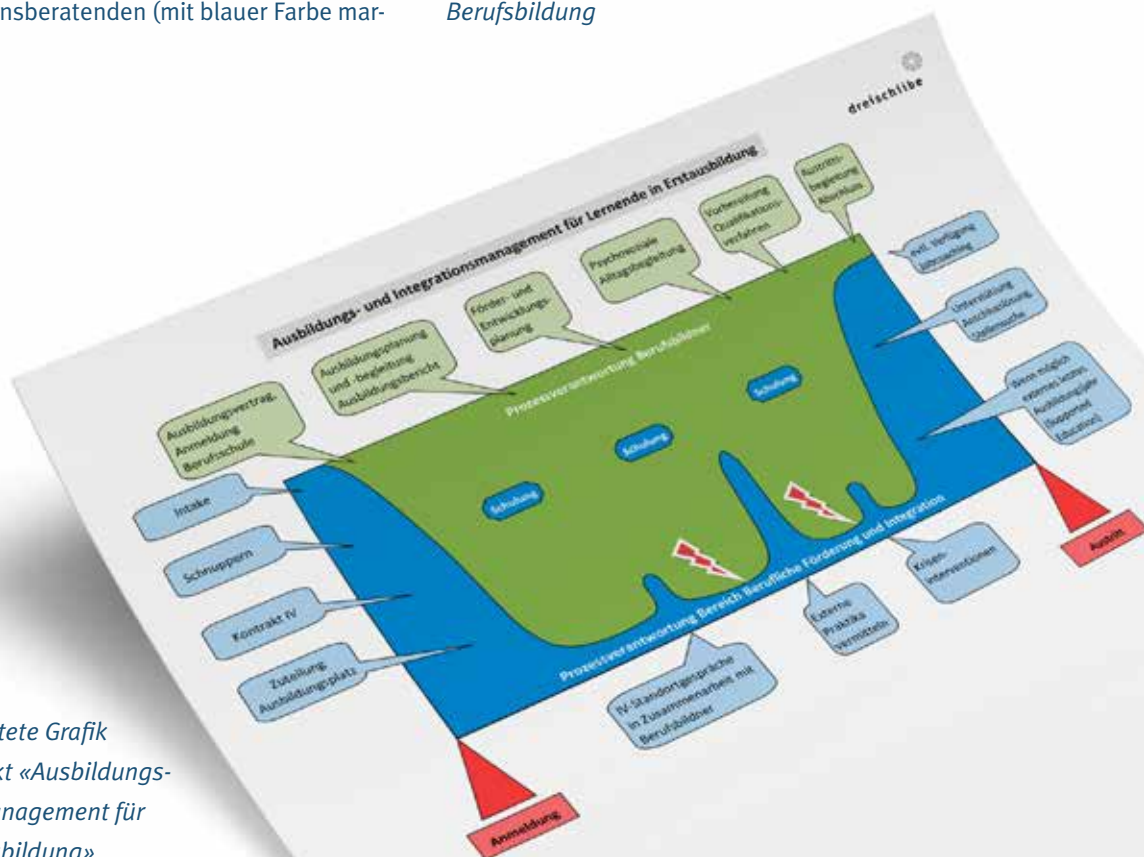 nsberatenden (mit blauer Farbe mar-
Berufsbildung
dreischiibe
Ausbildungs- und Integrationsmanagement für Lernende in Erstausbildung
Ausbildungsvertrag,
Anmeldung
Berufsschule
Ausbildungsplanung
und -begleitung
Ausbildungsbericht
Förder- und
Entwicklungs-
planung
Psychosoziale
Alltagsbegleitung
Vorbereitung
Qualifikations-
verfahren
Austritts-
begleitung
Abschluss
Prozessverantwortung Berufsbildner
Schulung
Schulung
Schulung
Intake
Schnuppern
Kontrakt IV
Zuteilung,
Ausbildungsplatz
evtl. Verfügung
Jobcoaching
Unterstützung
Anschlusslösung
Stellensuche
Wenn möglich
externes letztes
Ausbildungsjahr
(Supported
Education)
Prozessverantwortung Bereich Berufliche Förderung und Integration
IV-Standortgespräche
in Zusammenarbeit mit
Berufsbildner
Externe
Praktika
vermitteln
Krisen-
interventionen
Anmeldung
Austritt
tete Grafik
kt «Ausbildungs-
nagement für
bildung»